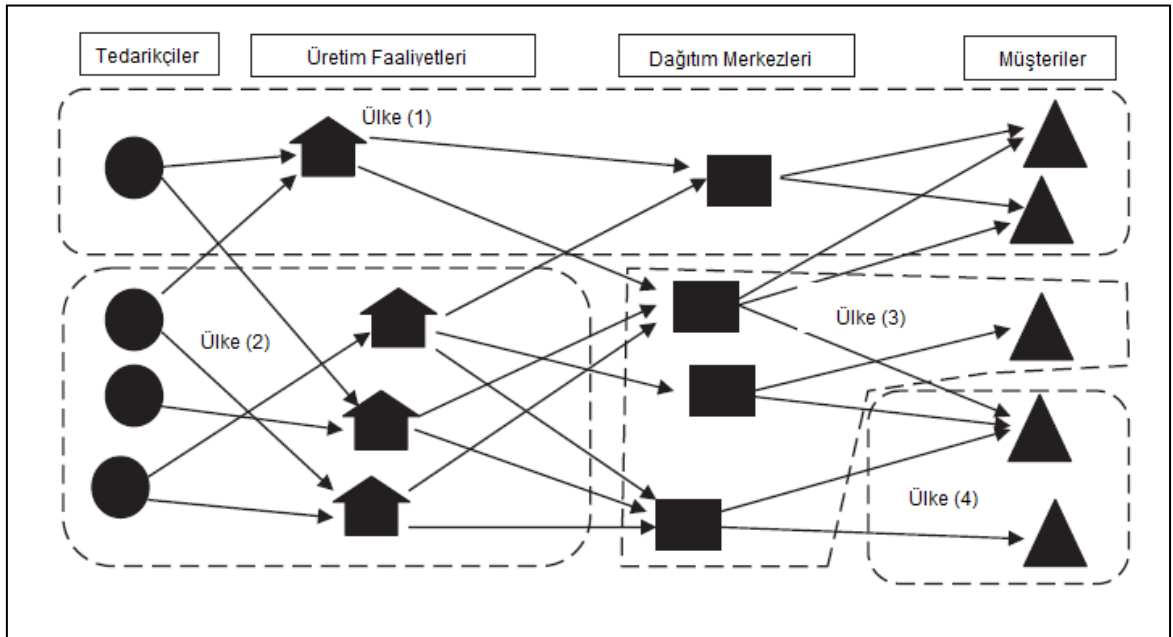 Tedarikçiler
Üretim Faaliyetleri
Dağıtım Merkezleri
Müşteriler
Ülke (1)
Ülke (2)
Ülke (3)
Ülke (4)